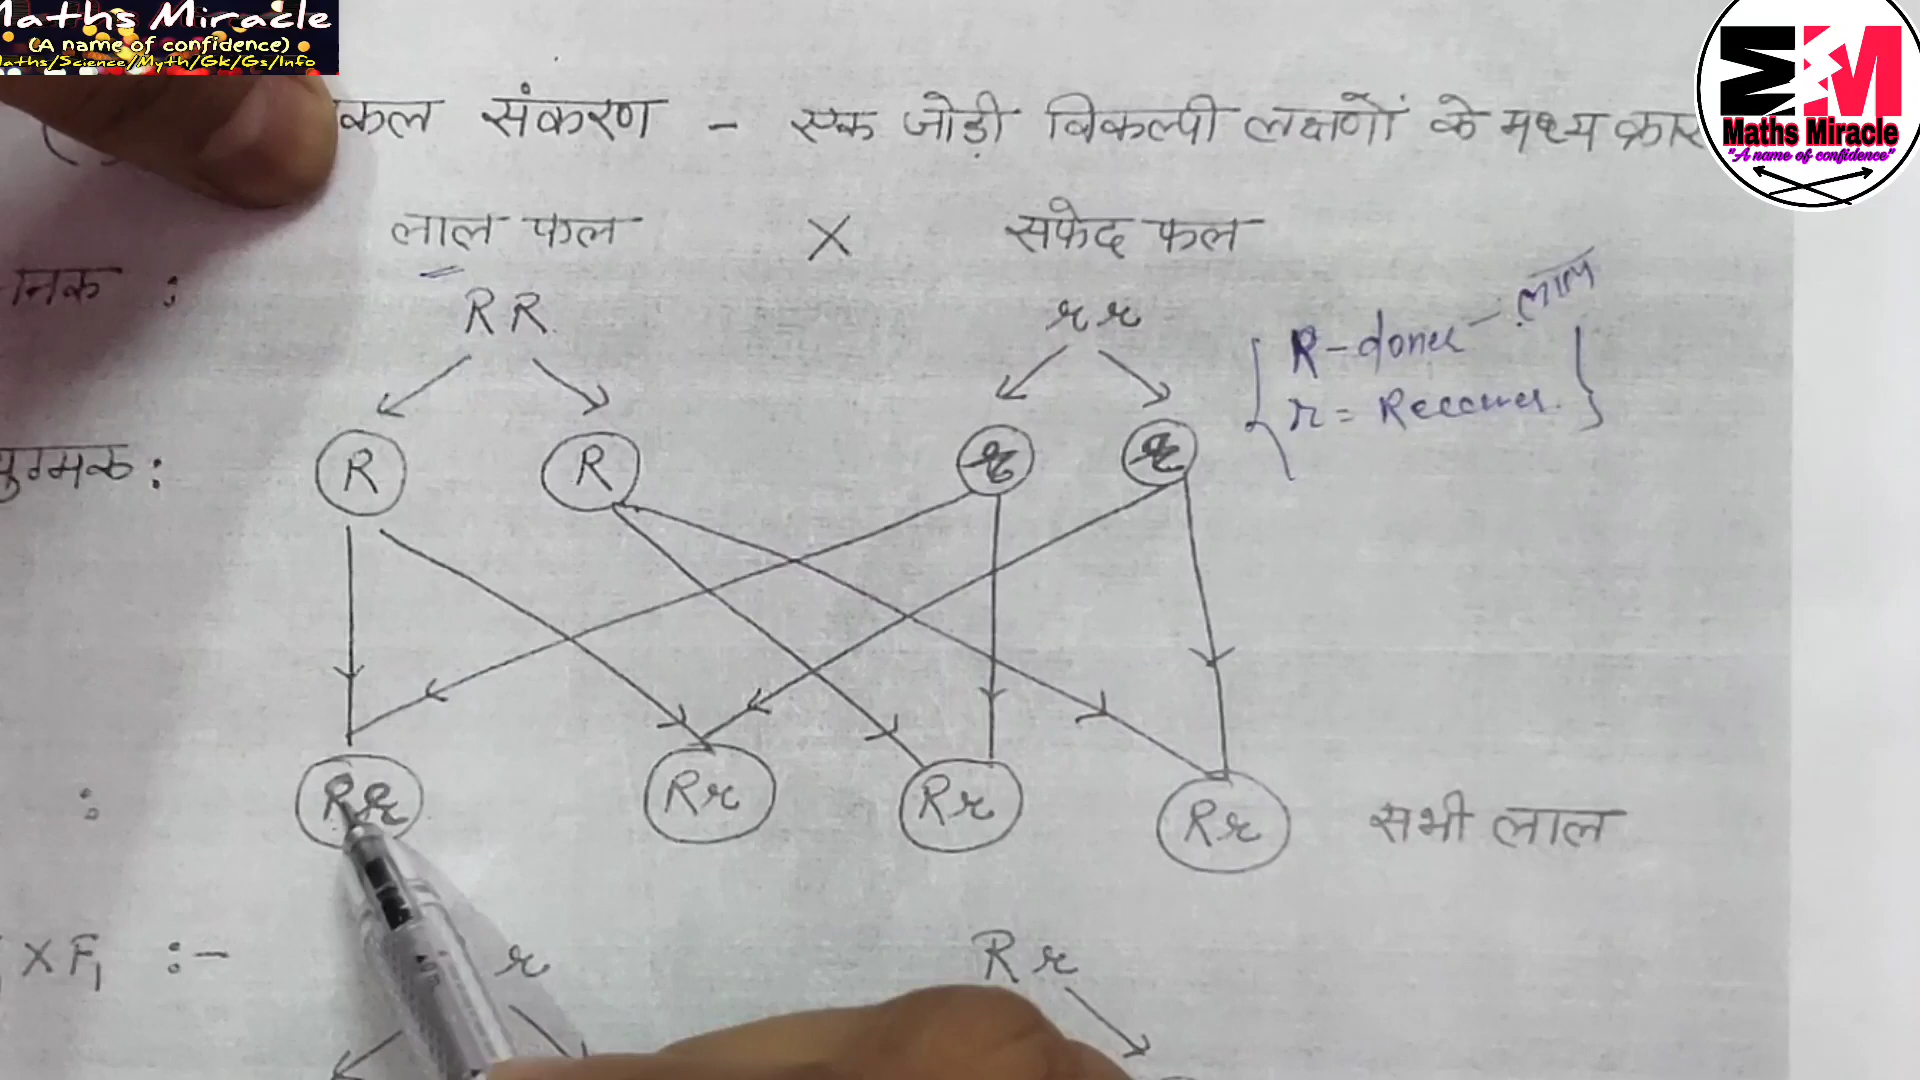 Maths Miracle
(A name of confidence)
Maths/Science/Myth/GK/GS/Info
Maths Miracle
"A name of confidence"
कल संकरण - एक जोड़ी विकल्पी लक्षणों के मध्य क्रास
लाल फल X सफेद फल
नक :
RR rr
R - doner - लाल
r =
युग्मक :
R R r r
: Rr Rr Rr Rr सभी लाल
X F₁ :- r Rr